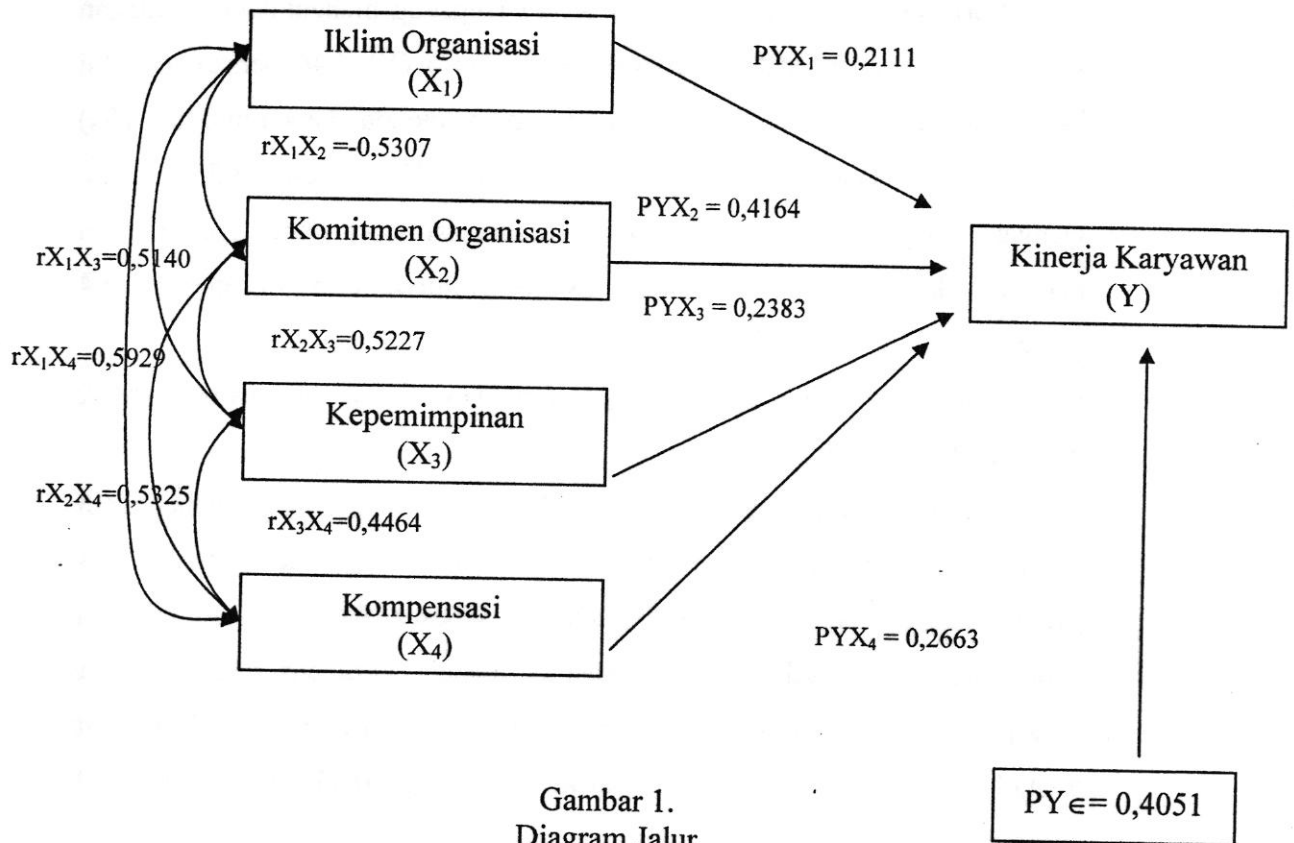 Iklim Organisasi
(X₁)
PYX₁ = 0,2111
rX₁X₂ =-0,5307
Komitmen Organisasi
(X₂)
PYX₂ = 0,4164
Kinerja Karyawan
(Y)
rX₁X₃=0,5140
PYX₃ = 0,2383
rX₂X₃=0,5227
rX₁X₄=0,5929
Kepemimpinan
(X₃)
rX₂X₄=0,5325
rX₃X₄=0,4464
Kompensasi
(X₄)
PYX₄ = 0,2663
PY∈= 0,4051
Gambar 1.
Diagram Jalur